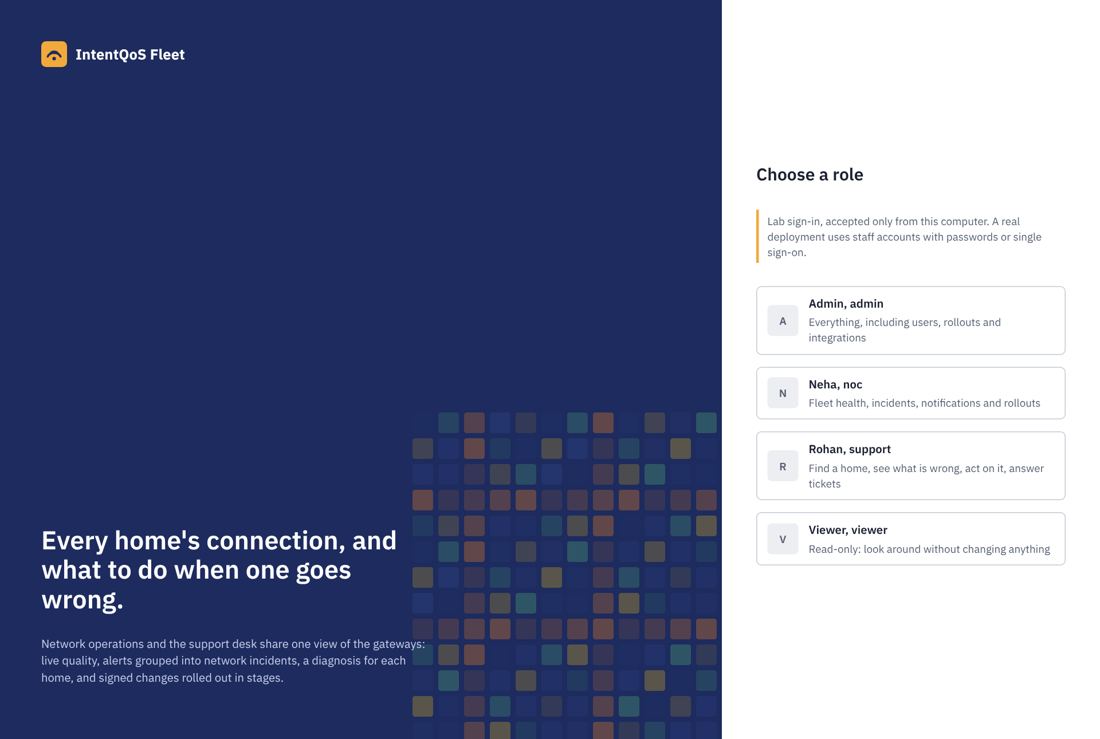 IntentQoS Fleet
Every home's connection, and
what to do when one goes
wrong.
Network operations and the support desk share one view of the gateways:
live quality, alerts grouped into network incidents, a diagnosis for each
home, and signed changes rolled out in stages.
Choose a role
Lab sign-in, accepted only from this computer. A real
deployment uses staff accounts with passwords or single
sign-on.
A
Admin, admin
Everything, including users, rollouts and
integrations
N
Neha, noc
Fleet health, incidents, notifications and rollouts
R
Rohan, support
Find a home, see what is wrong, act on it, answer
tickets
V
Viewer, viewer
Read-only: look around without changing anything